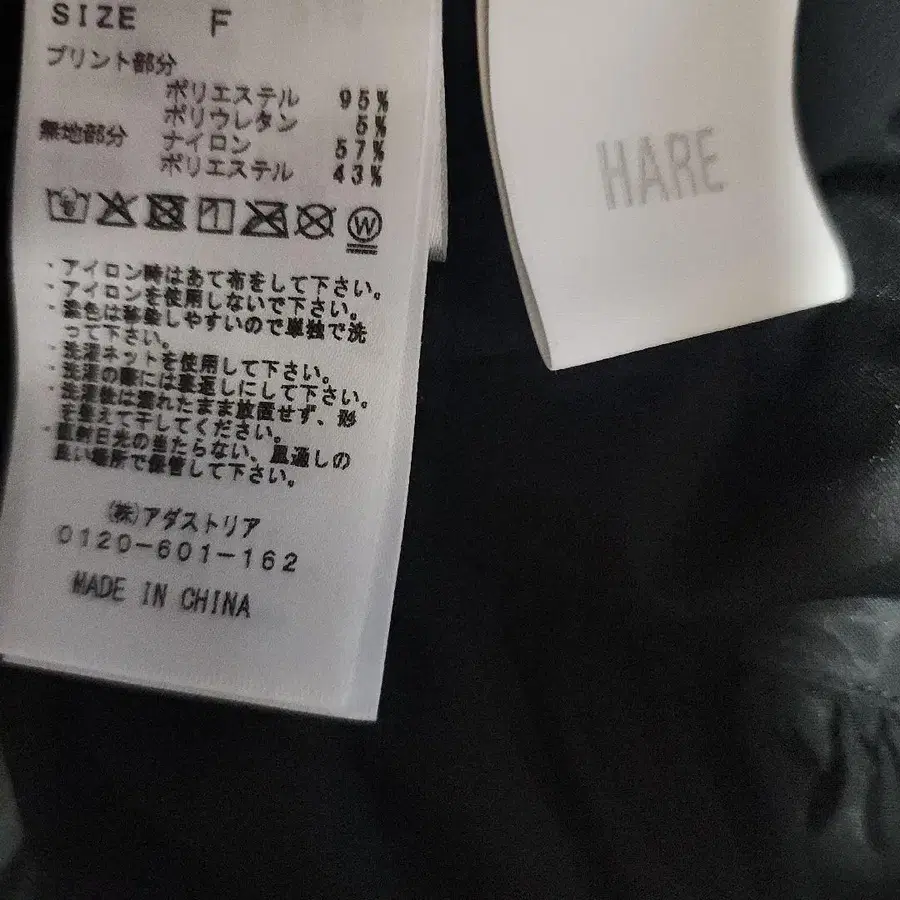 SIZE F
プリント部分
ポリエステル 95%
ポリウレタン 5%
無地部分 ナイロン 57%
ポリエステル 43%
W
・アイロン時はあて布をして下さい。
・アイロンを使用しないで下さい。
・濃色は移染しやすいので単独で洗
って下さい。
・洗濯ネットを使用して下さい。
・洗濯の際には裏返しにして下さい。
・洗濯後は濡れたまま放置せず、形
を整えて干してください。
・直射日光の当たらない、風通しの
良い場所で保管して下さい。
(株)アダストリア
0120-601-162
MADE IN CHINA
HARE